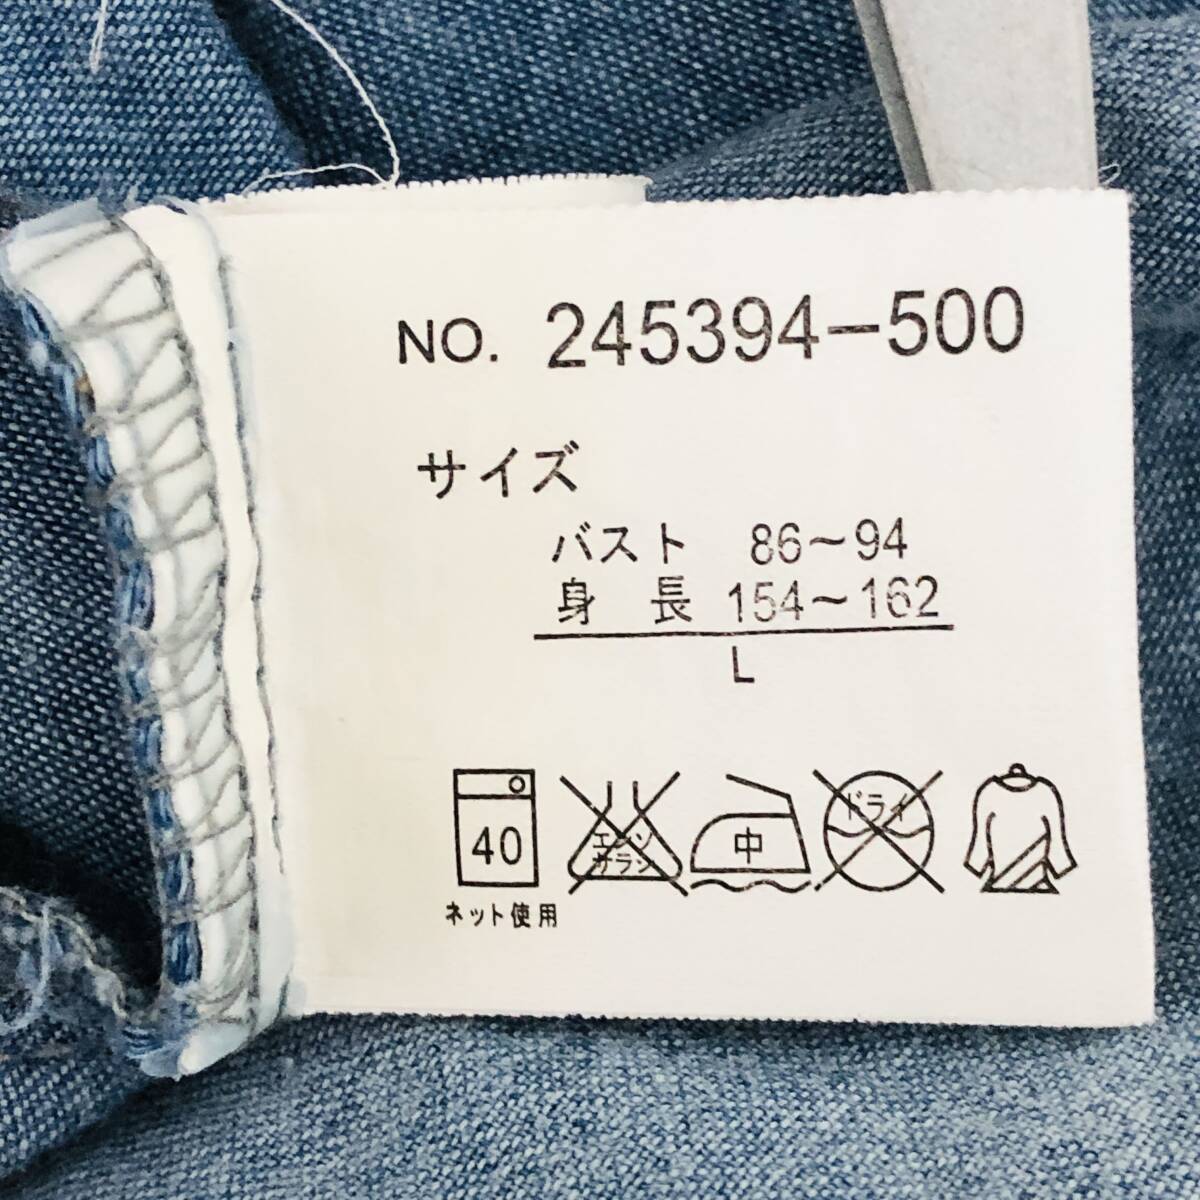 NO. 245394-500
サイズ
バスト 86~94
身 長 154~162
L
40
エンソ
サラシ
中
ドライ
ネット使用